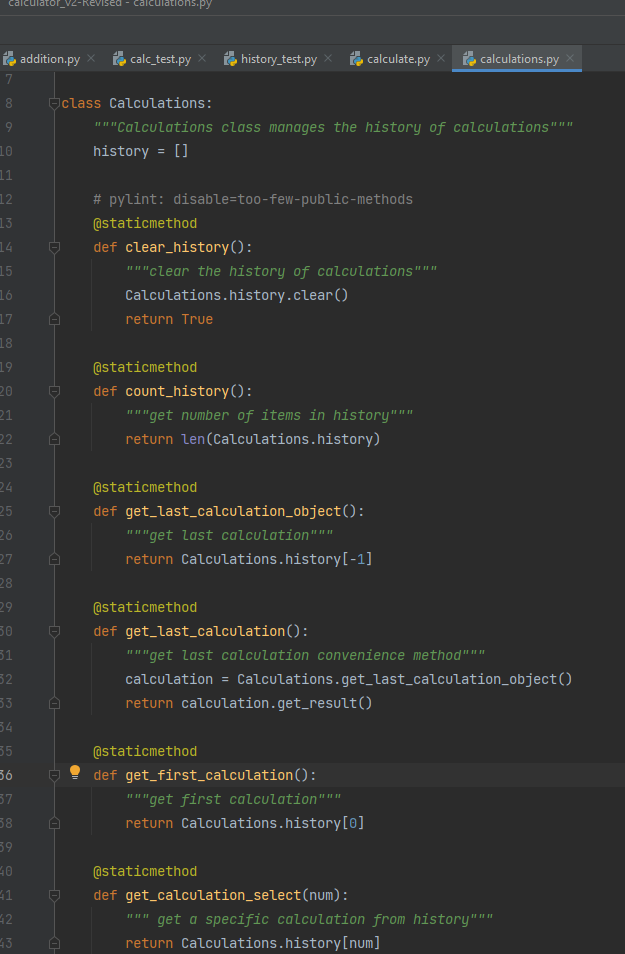 calculator_v2-Revised - calculations.py
addition.py calc_test.py history_test.py calculate.py calculations.py
7
8 class Calculations:
9     """Calculations class manages the history of calculations"""
10     history = []
11
12     # pylint: disable=too-few-public-methods
13     @staticmethod
14     def clear_history():
15         """clear the history of calculations"""
16         Calculations.history.clear()
17         return True
18
19     @staticmethod
20     def count_history():
21         """get number of items in history"""
22         return len(Calculations.history)
23
24     @staticmethod
25     def get_last_calculation_object():
26         """get last calculation"""
27         return Calculations.history[-1]
28
29     @staticmethod
30     def get_last_calculation():
31         """get last calculation convenience method"""
32         calculation = Calculations.get_last_calculation_object()
33         return calculation.get_result()
34
35     @staticmethod
36     def get_first_calculation():
37         """get first calculation"""
38         return Calculations.history[0]
39
40     @staticmethod
41     def get_calculation_select(num):
42         """ get a specific calculation from history"""
43         return Calculations.history[num]